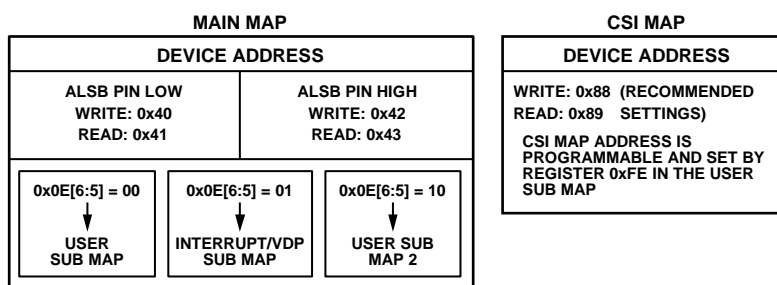 MAIN MAP
DEVICE ADDRESS
ALSB PIN LOW
WRITE: 0x40
READ: 0x41
ALSB PIN HIGH
WRITE: 0x42
READ: 0x43
0x0E[6:5] = 00
USER
SUB MAP
0x0E[6:5] = 01
INTERRUPT/VDP
SUB MAP
0x0E[6:5] = 10
USER SUB
MAP 2
CSI MAP
DEVICE ADDRESS
WRITE: 0x88 (RECOMMENDED
READ: 0x89 SETTINGS)
CSI MAP ADDRESS IS
PROGRAMMABLE AND SET BY
REGISTER 0xFE IN THE USER
SUB MAP